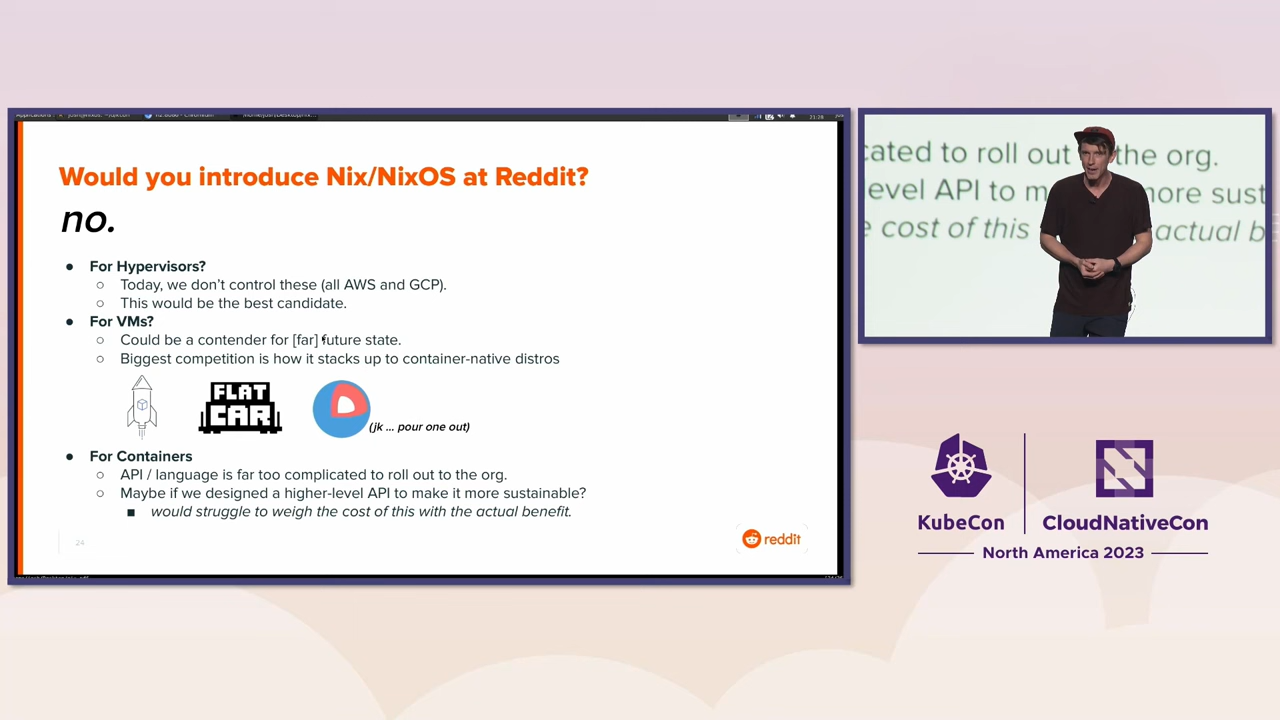 21:28
Would you introduce Nix/NixOS at Reddit?
no.
● For Hypervisors?
○ Today, we don't control these (all AWS and GCP).
○ This would be the best candidate.
● For VMs?
○ Could be a contender for [far] future state.
○ Biggest competition is how it stacks up to container-native distros
FLAT
CAR
(jk ... pour one out)
● For Containers
○ API / language is far too complicated to roll out to the org.
○ Maybe if we designed a higher-level API to make it more sustainable?
■ would struggle to weigh the cost of this with the actual benefit.
24
reddit
cated to roll out the org.
level API to m more sust
cost of this actual b
KubeCon
CloudNativeCon
North America 2023